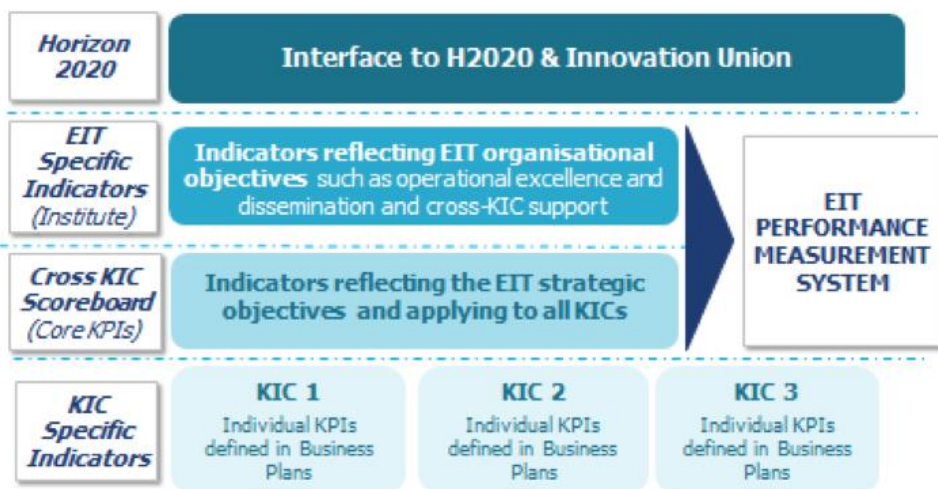 Horizon
2020
Interface to H2020 & Innovation Union
EIT
Specific
Indicators
(Institute)
Indicators reflecting EIT organisational
objectives such as operational excellence and
dissemination and cross-KIC support
EIT
PERFORMANCE
MEASUREMENT
SYSTEM
Cross KIC
Scoreboard
(Core KPIs)
Indicators reflecting the EIT strategic
objectives and applying to all KICs
KIC
Specific
Indicators
KIC 1
Individual KPIs
defined in Business
Plans
KIC 2
Individual KPIs
defined in Business
Plans
KIC 3
Individual KPIs
defined in Business
Plans